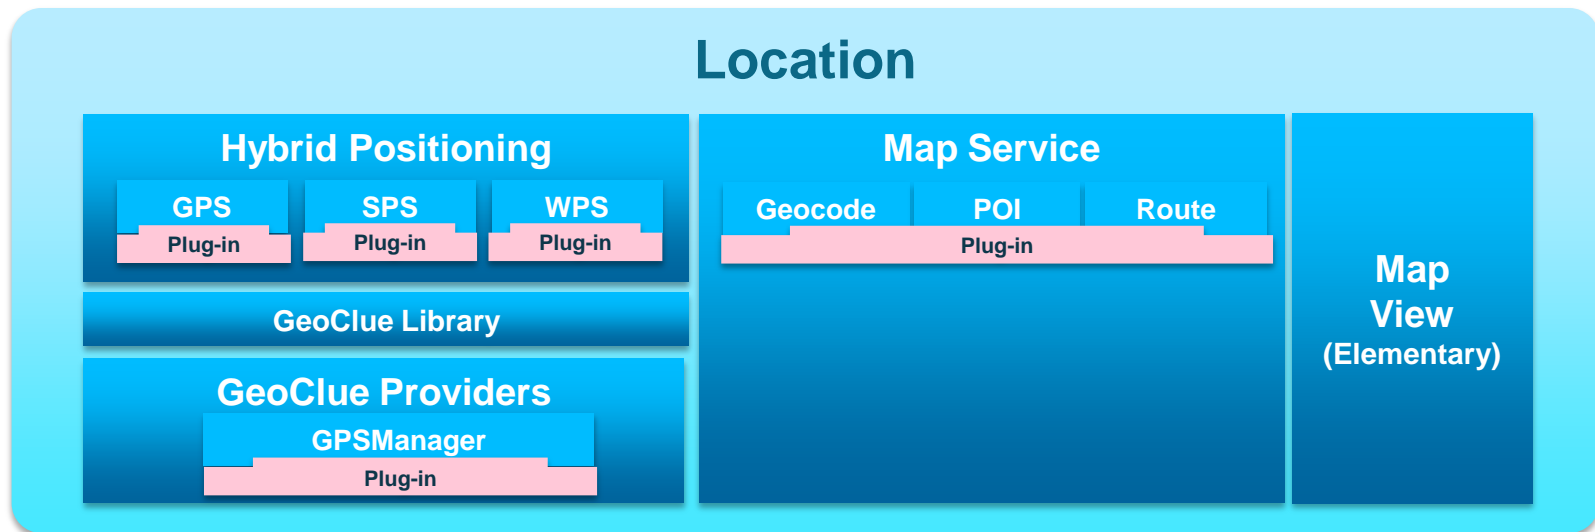 Location
Hybrid Positioning
GPS
SPS
WPS
Plug-in
Plug-in
Plug-in
GeoClue Library
GeoClue Providers
GPSManager
Plug-in
Map Service
Geocode
POI
Route
Plug-in
Map
View
(Elementary)